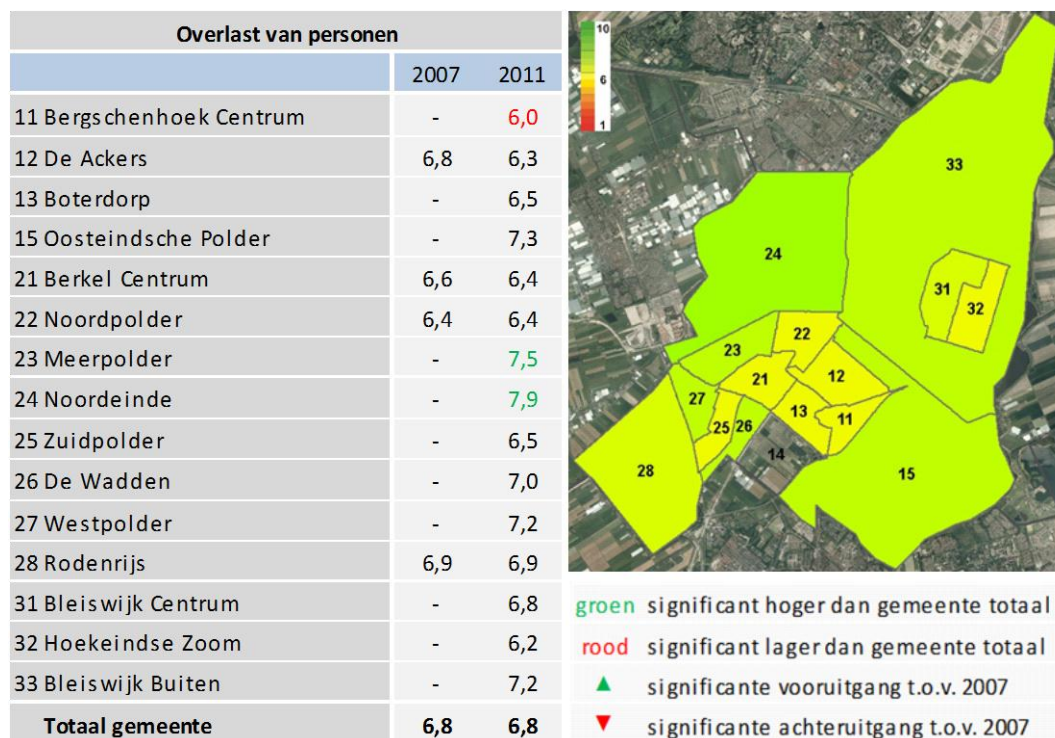 Overlast van personen
2007 2011
11 Bergschenhoek Centrum - 6,0
12 De Ackers 6,8 6,3
13 Boterdorp - 6,5
15 Oosteindsche Polder - 7,3
21 Berkel Centrum 6,6 6,4
22 Noordpolder 6,4 6,4
23 Meerpolder - 7,5
24 Noordeinde - 7,9
25 Zuidpolder - 6,5
26 De Wadden - 7,0
27 Westpolder - 7,2
28 Rodenrijs 6,9 6,9
31 Bleiswijk Centrum - 6,8
32 Hoekeindse Zoom - 6,2
33 Bleiswijk Buiten - 7,2
Totaal gemeente 6,8 6,8
10
6
1
33
24
31
32
22
23
21
12
27
13
11
25
26
14
28
15
groen significant hoger dan gemeente totaal
rood significant lager dan gemeente totaal
▲ significante vooruitgang t.o.v. 2007
▼ significante achteruitgang t.o.v. 2007